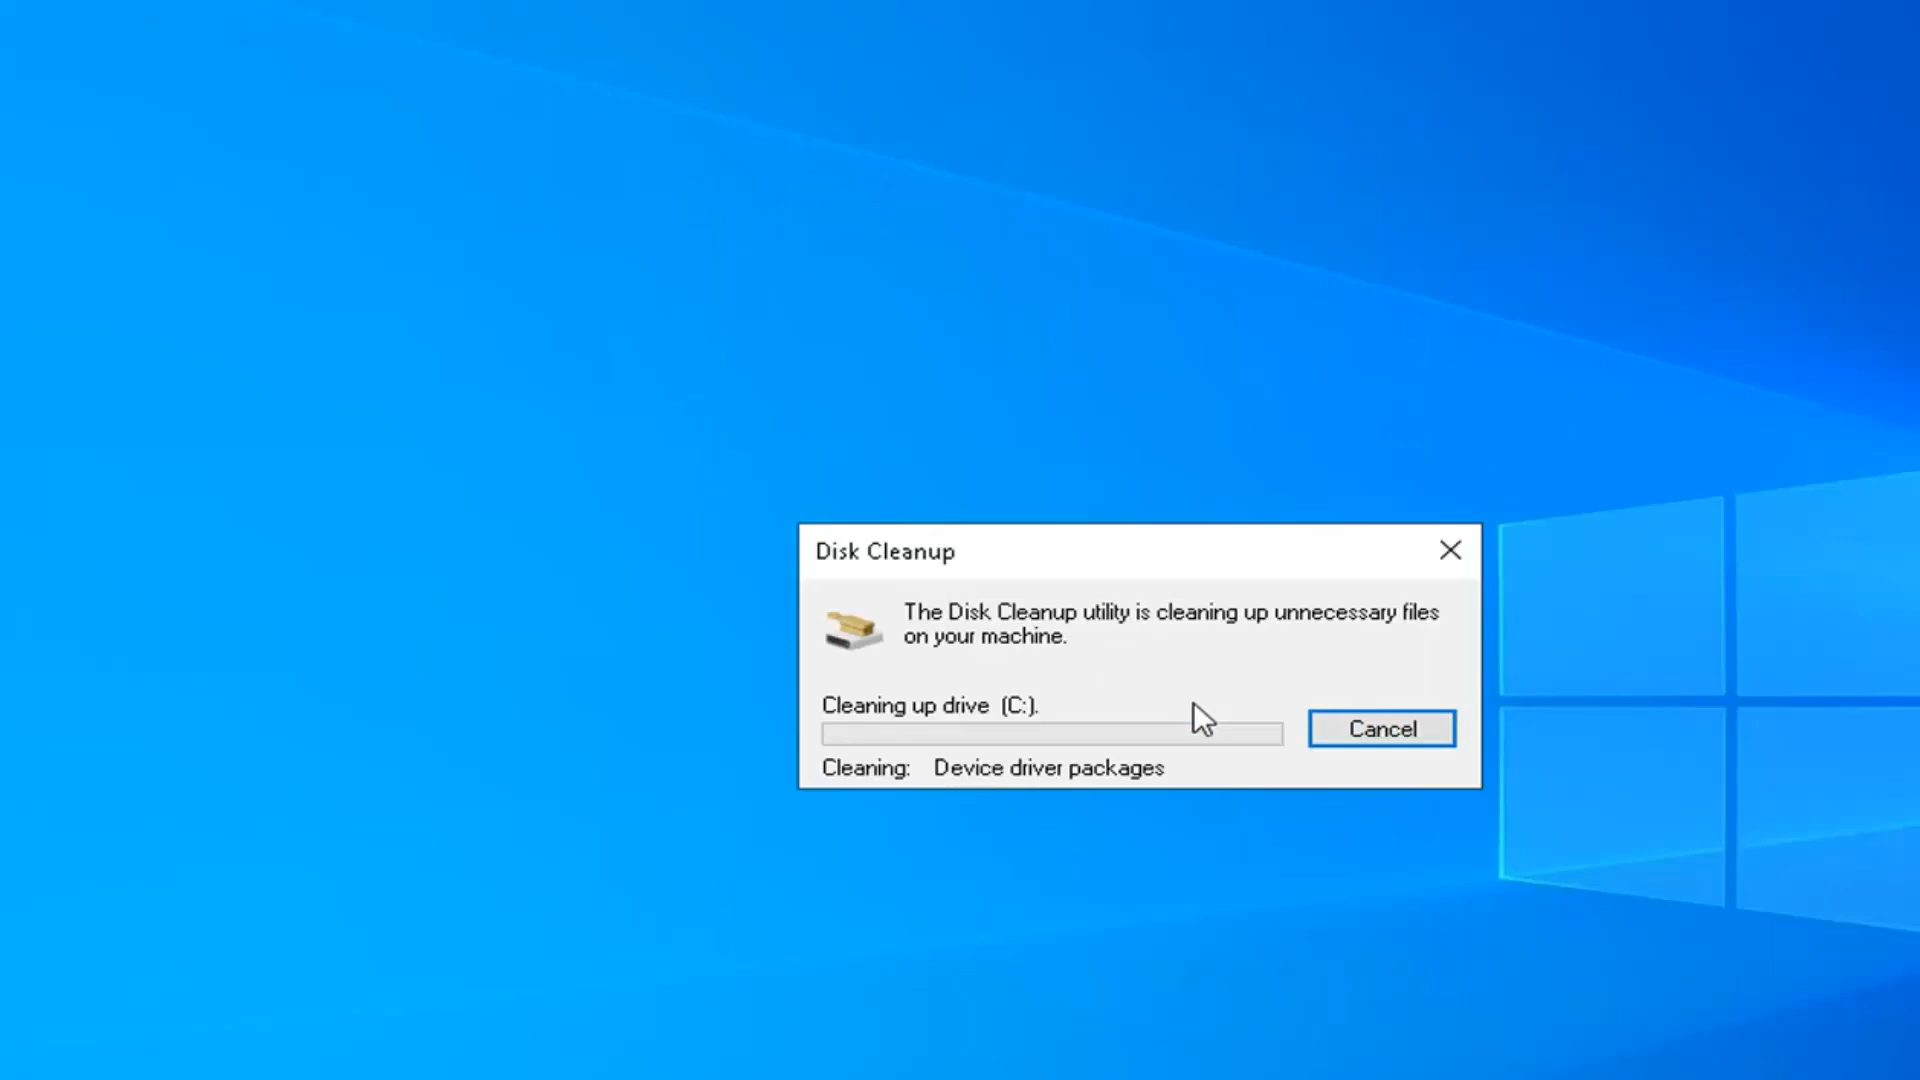 Disk Cleanup
The Disk Cleanup utility is cleaning up unnecessary files
on your machine.
Cleaning up drive  (C:).
Cancel
Cleaning:   Device driver packages